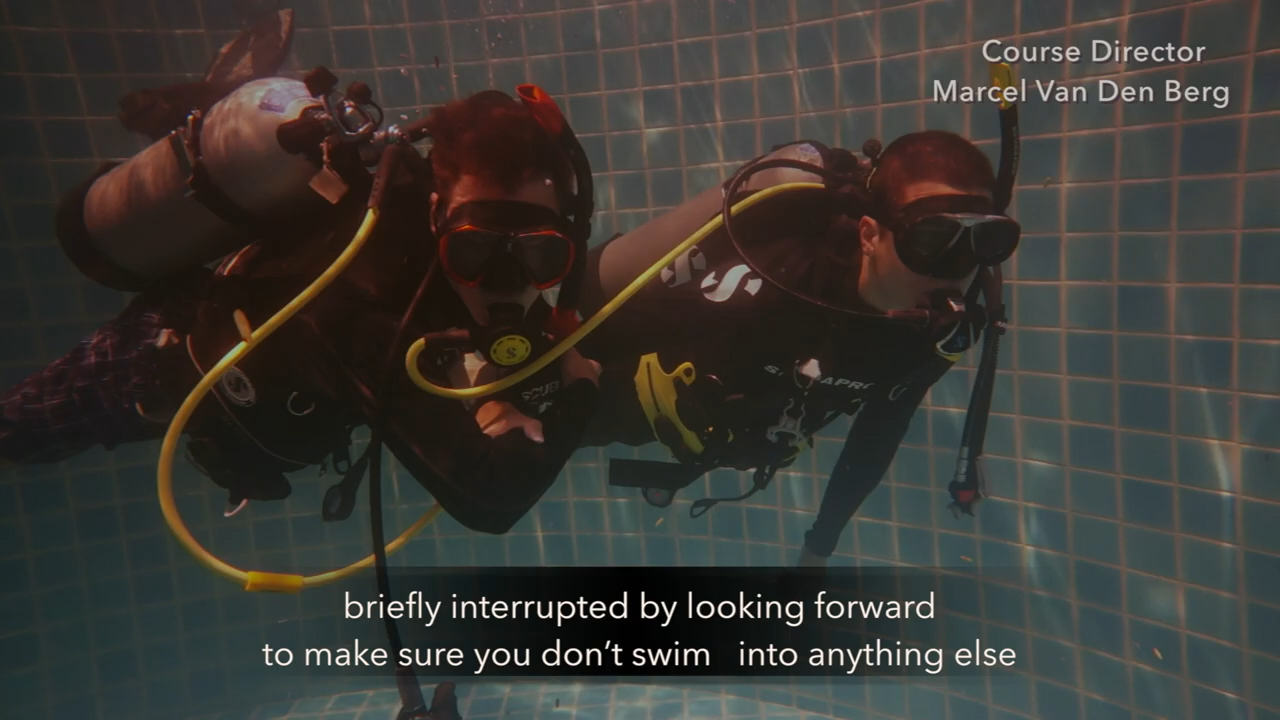 Course Director
Marcel Van Den Berg
S
briefly interrupted by looking forward
to make sure you don't swim into anything else